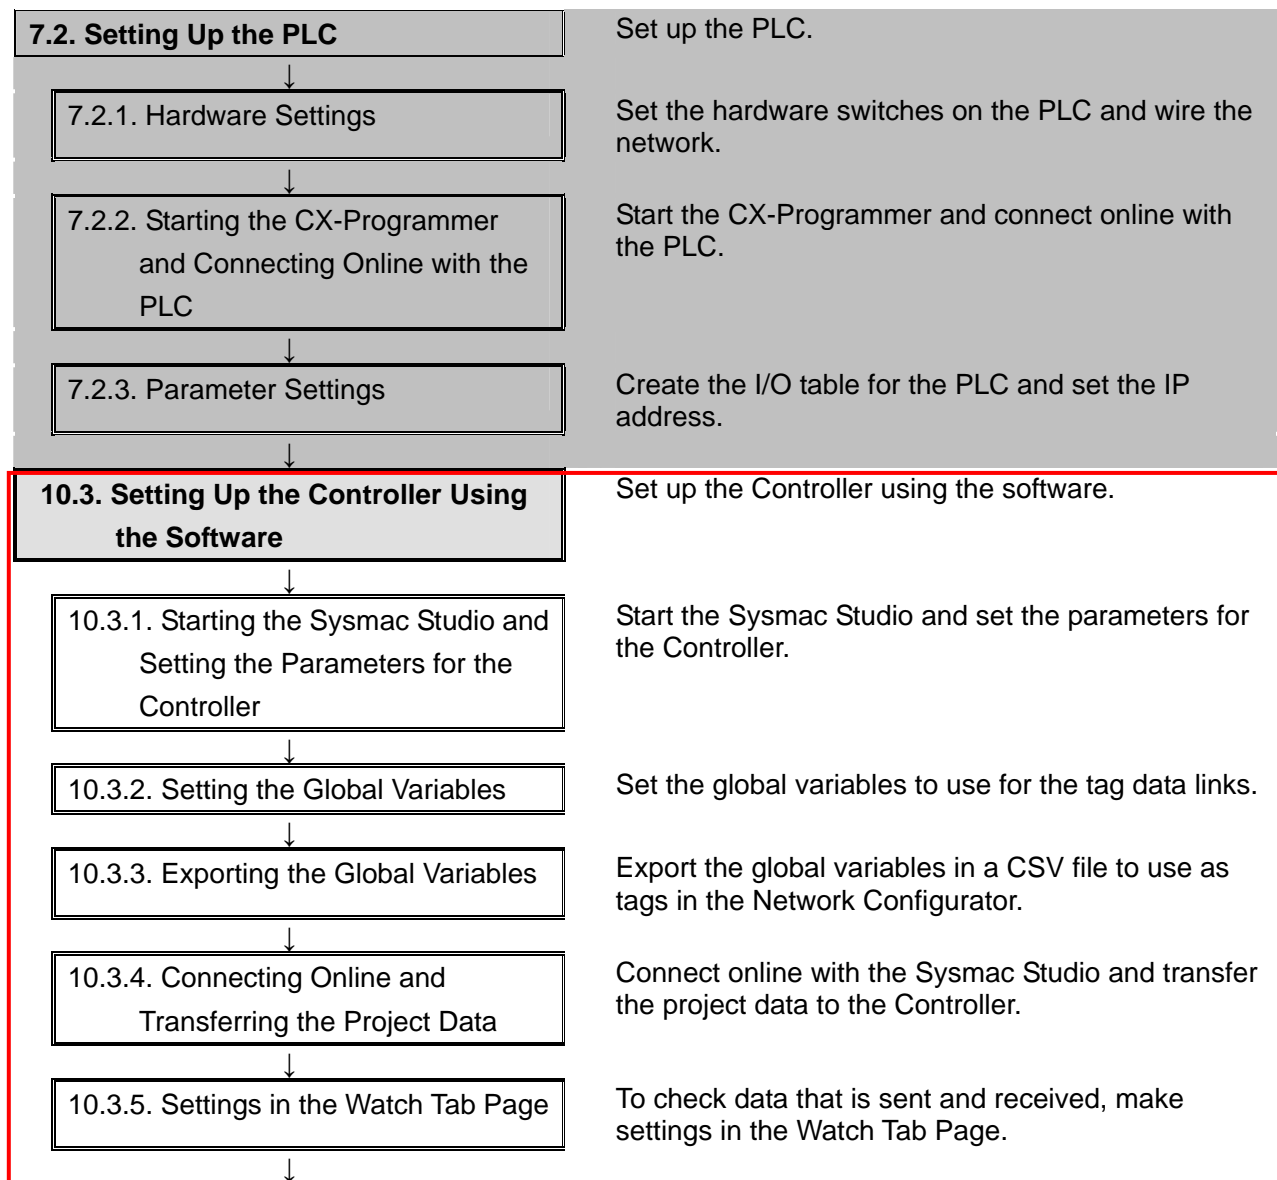 7.2. Setting Up the PLC
Set up the PLC.
↓
7.2.1. Hardware Settings
Set the hardware switches on the PLC and wire the
network.
↓
7.2.2. Starting the CX-Programmer
and Connecting Online with the
PLC
Start the CX-Programmer and connect online with
the PLC.
↓
7.2.3. Parameter Settings
Create the I/O table for the PLC and set the IP
address.
↓
10.3. Setting Up the Controller Using
the Software
Set up the Controller using the software.
↓
10.3.1. Starting the Sysmac Studio and
Setting the Parameters for the
Controller
Start the Sysmac Studio and set the parameters for
the Controller.
↓
10.3.2. Setting the Global Variables
Set the global variables to use for the tag data links.
↓
10.3.3. Exporting the Global Variables
Export the global variables in a CSV file to use as
tags in the Network Configurator.
↓
10.3.4. Connecting Online and
Transferring the Project Data
Connect online with the Sysmac Studio and transfer
the project data to the Controller.
↓
10.3.5. Settings in the Watch Tab Page
To check data that is sent and received, make
settings in the Watch Tab Page.
↓